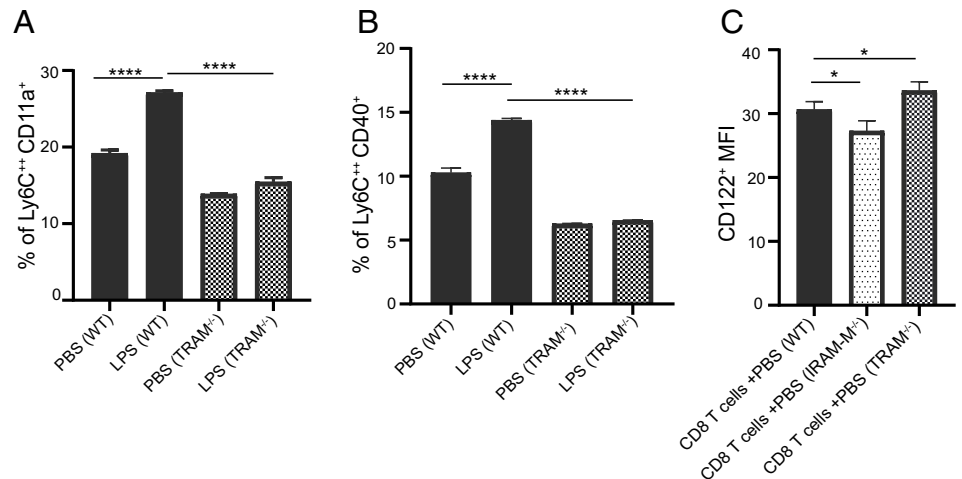 A
% of Ly6C++ CD11a+
30
20
10
0
****
****
PBS (WT)
LPS (WT)
PBS (TRAM-/-)
LPS (TRAM-/-)
B
% of Ly6C++ CD40+
20
15
10
5
0
****
****
PBS (WT)
LPS (WT)
PBS (TRAM-/-)
LPS (TRAM-/-)
C
CD122+ MFI
40
30
20
10
0
*
*
CD8 T cells +PBS (WT)
CD8 T cells +PBS (IRAM-M-/-)
CD8 T cells +PBS (TRAM-/-)